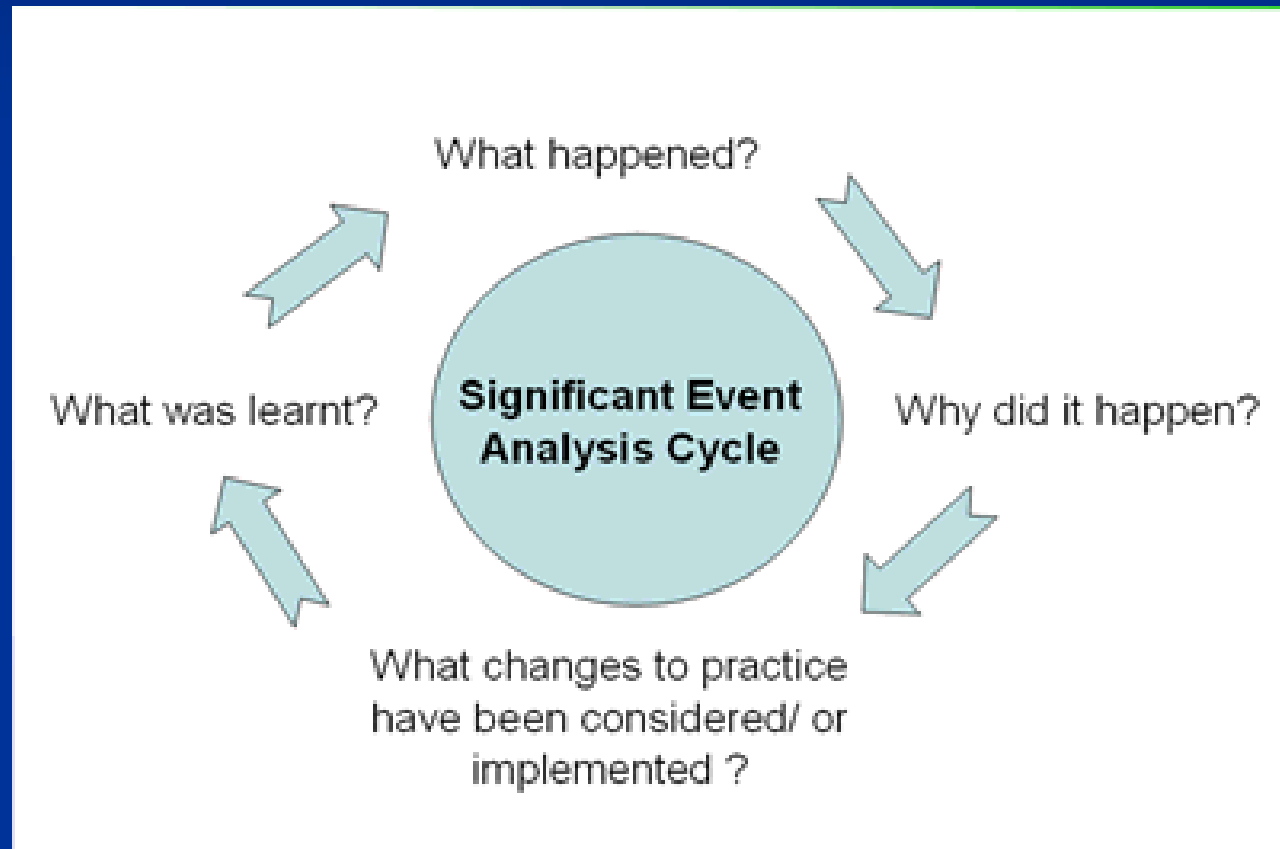 What happened?
Why did it happen?
What changes to practice
have been considered/ or
implemented ?
What was learnt?
Significant Event
Analysis Cycle